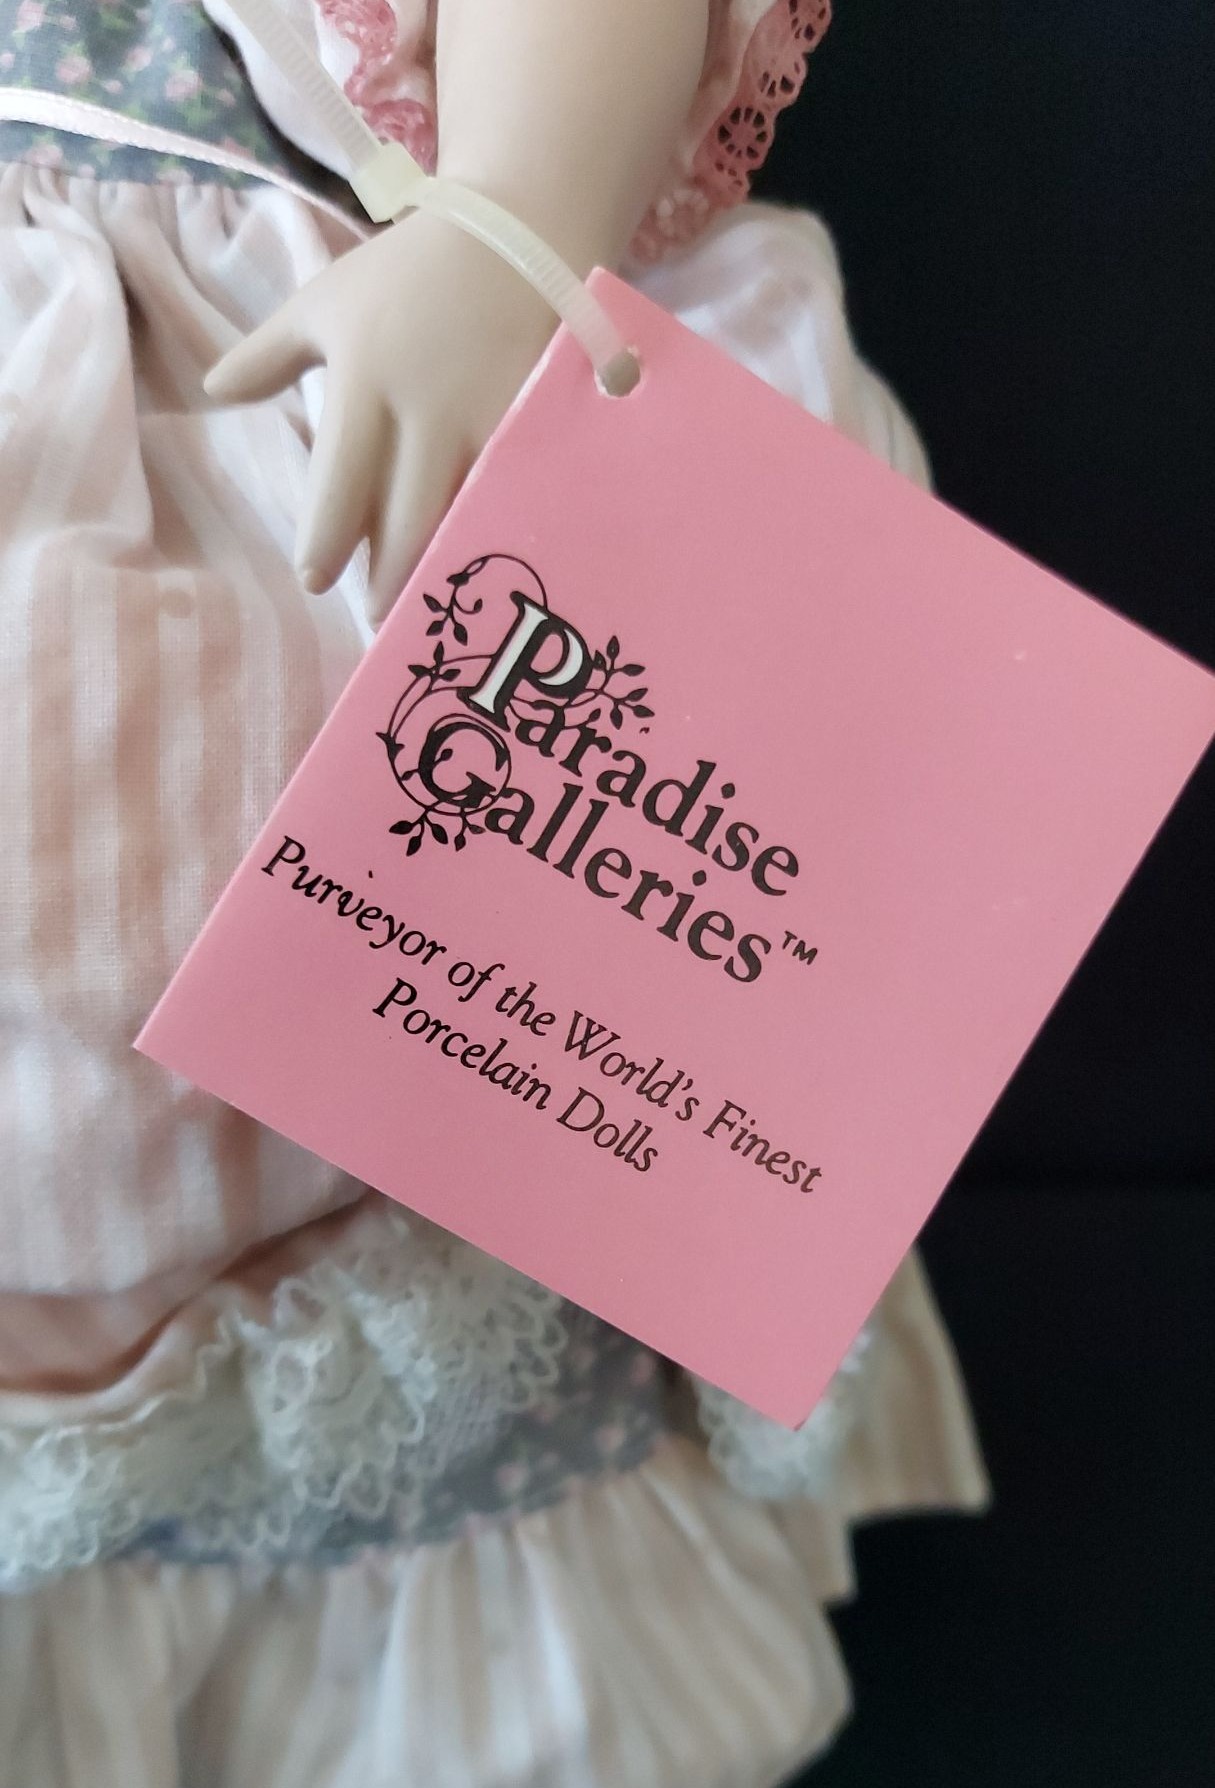 Paradise
Galleries™
Purveyor of the World's Finest
Porcelain Dolls